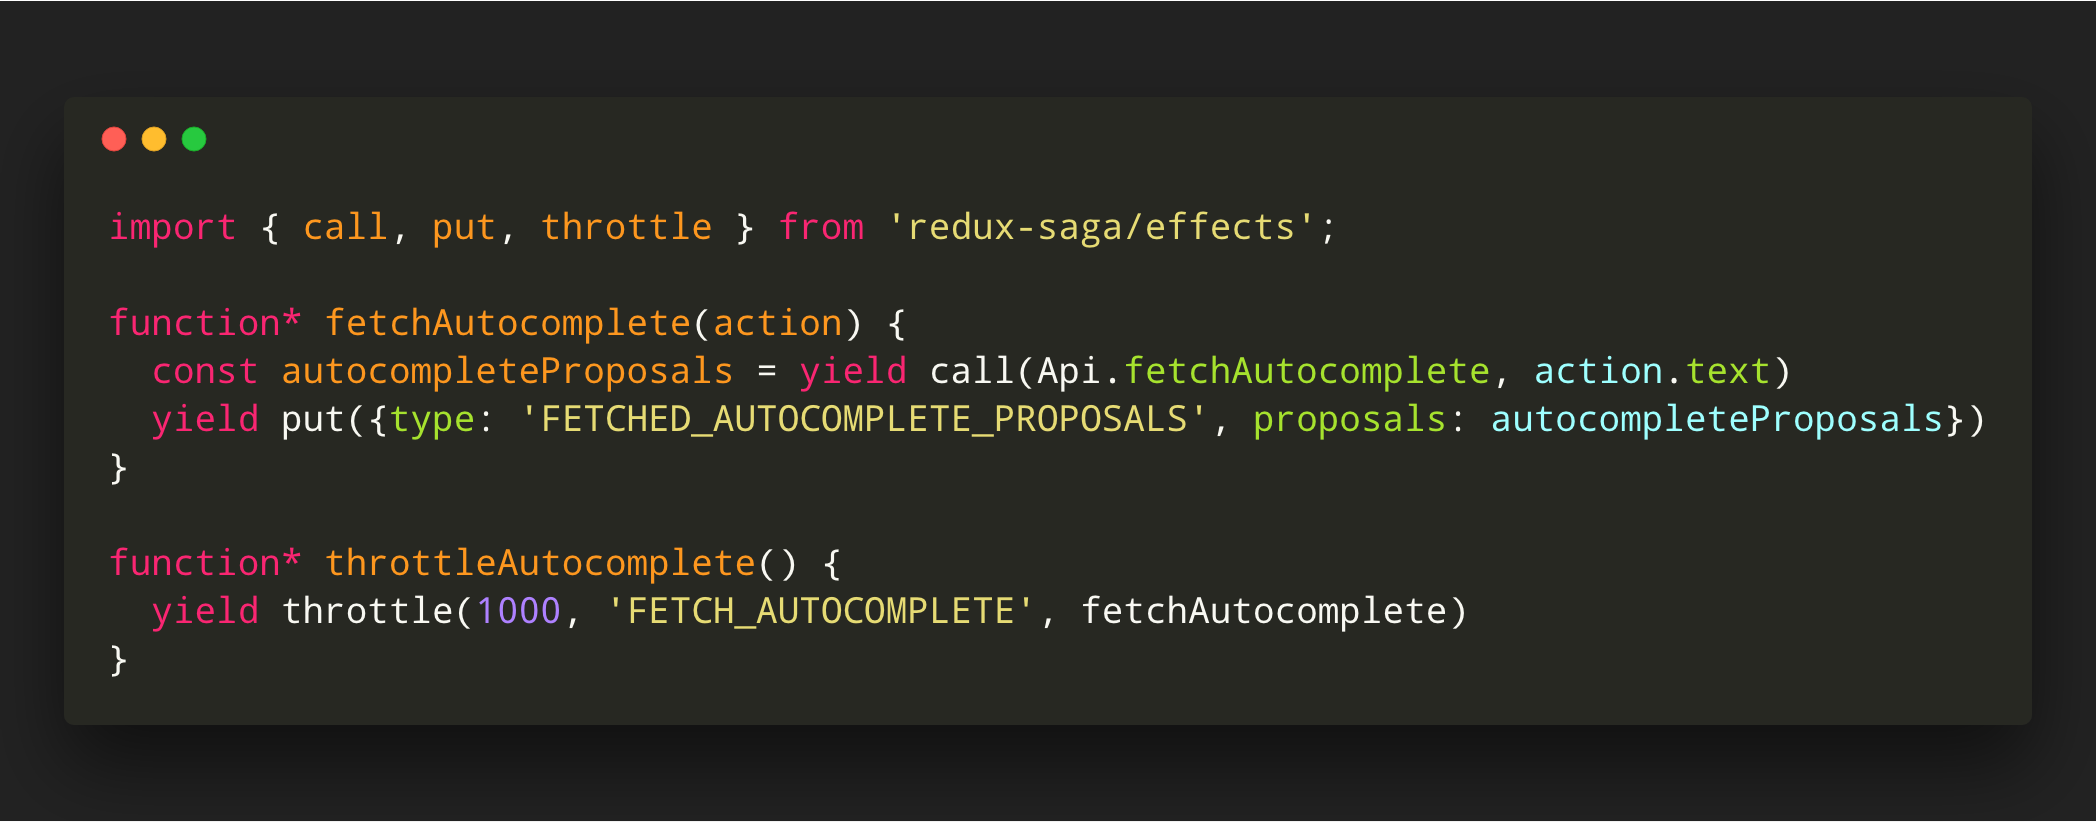 import { call, put, throttle } from 'redux-saga/effects';
function* fetchAutocomplete(action) {
  const autocompleteProposals = yield call(Api.fetchAutocomplete, action.text)
  yield put({type: 'FETCHED_AUTOCOMPLETE_PROPOSALS', proposals: autocompleteProposals})
}
function* throttleAutocomplete() {
  yield throttle(1000, 'FETCH_AUTOCOMPLETE', fetchAutocomplete)
}